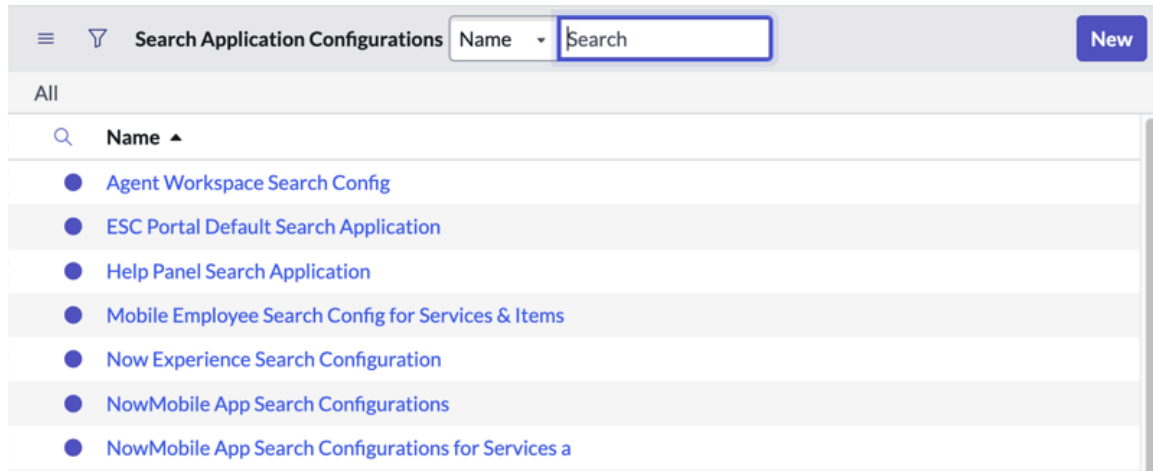 Search Application Configurations Name Search New
All
Name
Agent Workspace Search Config
ESC Portal Default Search Application
Help Panel Search Application
Mobile Employee Search Config for Services & Items
Now Experience Search Configuration
NowMobile App Search Configurations
NowMobile App Search Configurations for Services a